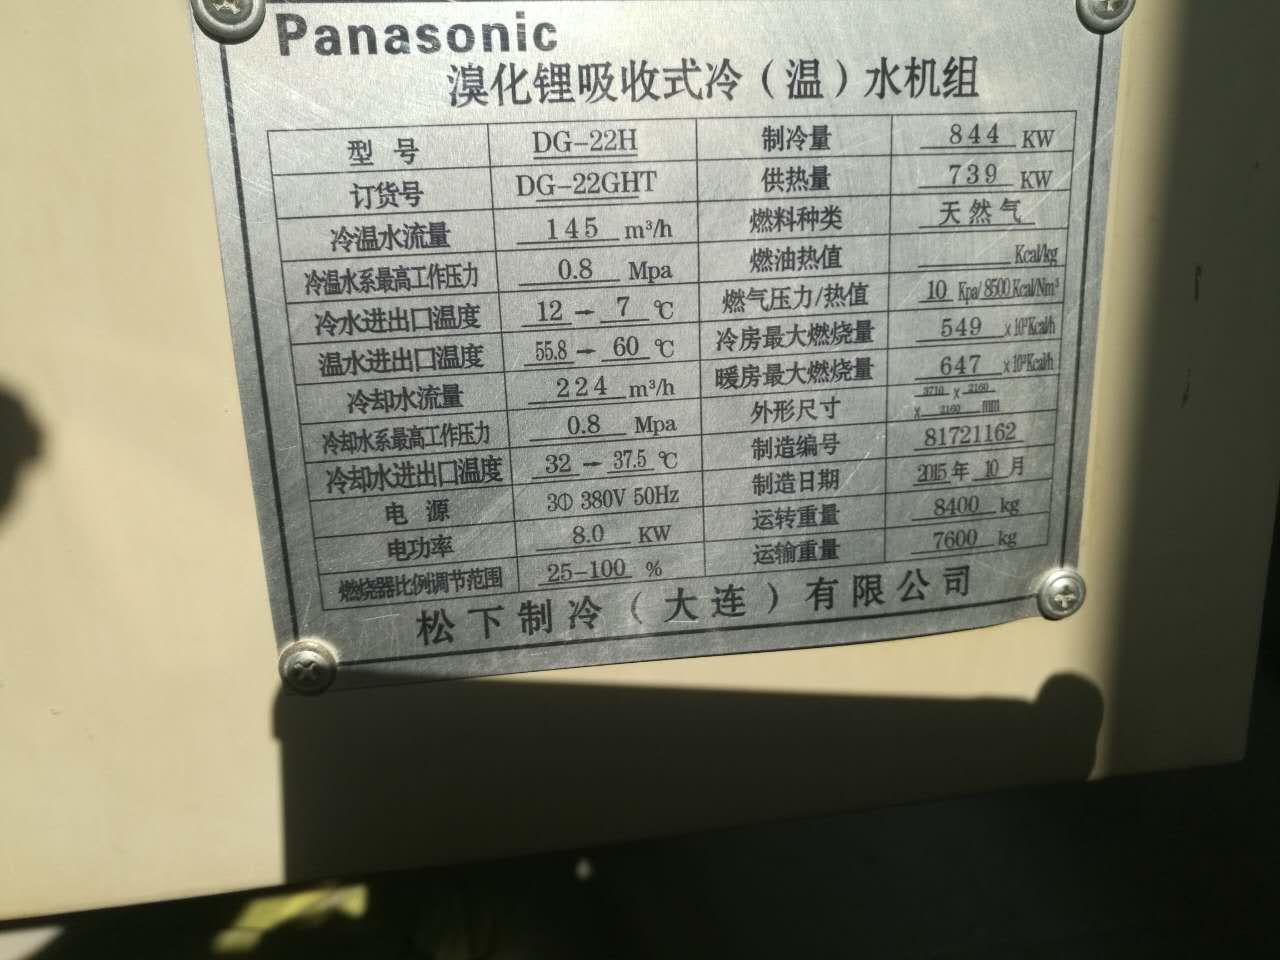 Panasonic
溴化锂吸收式冷（温）水机组
型号 DG-22H 制冷量 844 KW
订货号 DG-22GHT 供热量 739 KW
冷温水流量 145 m³/h 燃料种类 天然气
冷温水系最高工作压力 0.8 Mpa 燃油热值 Kcal/kg
冷水进出口温度 12 - 7 ℃ 燃气压力/热值 10 Kpa/ 8500 Kcal/Nm³
温水进出口温度 55.8 - 60 ℃ 冷房最大燃烧量 549 x10³Kcal/h
冷却水流量 224 m³/h 暖房最大燃烧量 647 x10³Kcal/h
冷却水系最高工作压力 0.8 Mpa 外形尺寸 3710 x 2160 x 2160 mm
冷却水进出口温度 32 - 37.5 ℃ 制造编号 81721162
电源 3Φ 380V 50Hz 制造日期 2015年 10 月
电功率 8.0 KW 运转重量 8400 kg
燃烧器比例调节范围 25-100 % 运输重量 7600 kg
松下制冷（大连）有限公司